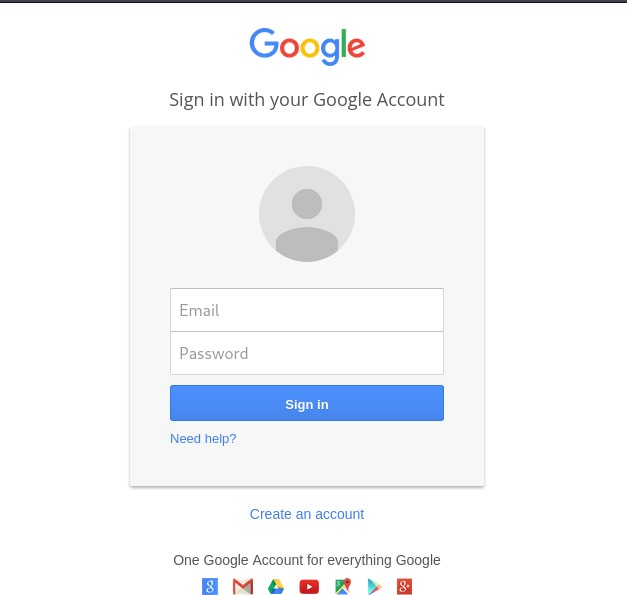 Google
Sign in with your Google Account
Email
Password
Sign in
Need help?
Create an account
One Google Account for everything Google